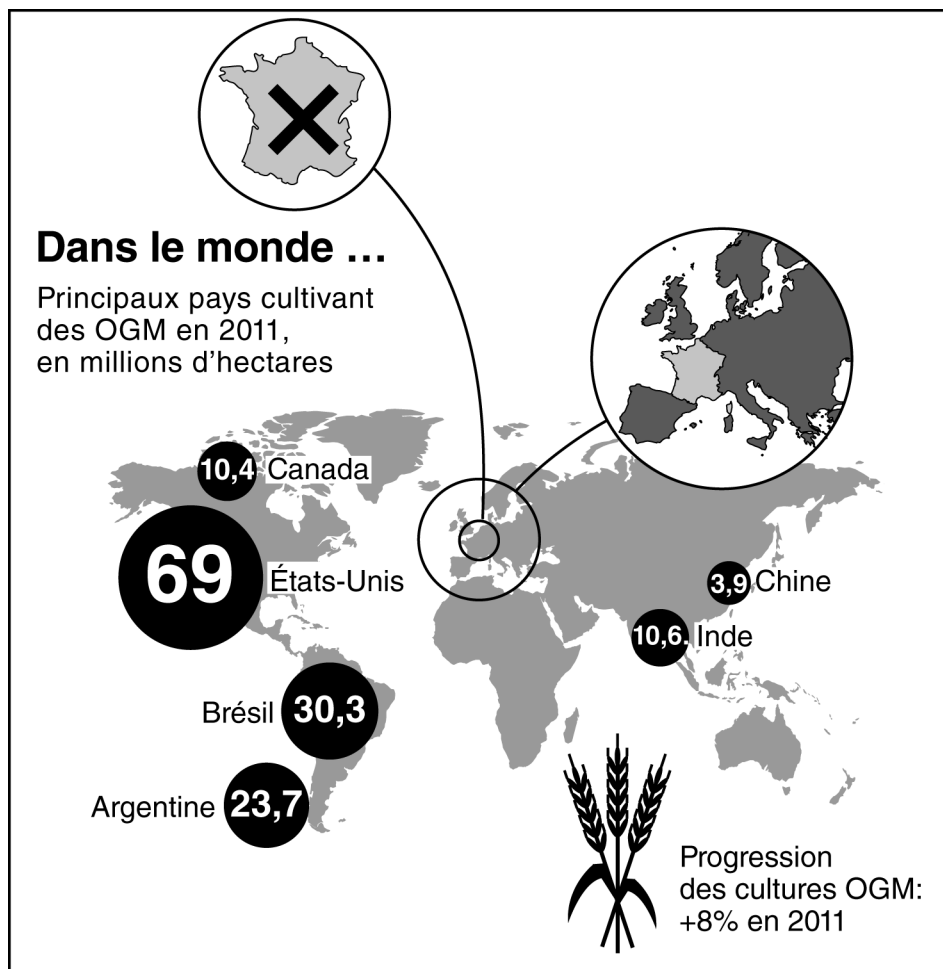 Dans le monde ...
Principaux pays cultivant
des OGM en 2011,
en millions d’hectares
10,4 Canada
69 États-Unis
3,9 Chine
10,6. Inde
Brésil 30,3
Argentine 23,7
Progression
des cultures OGM:
+8% en 2011